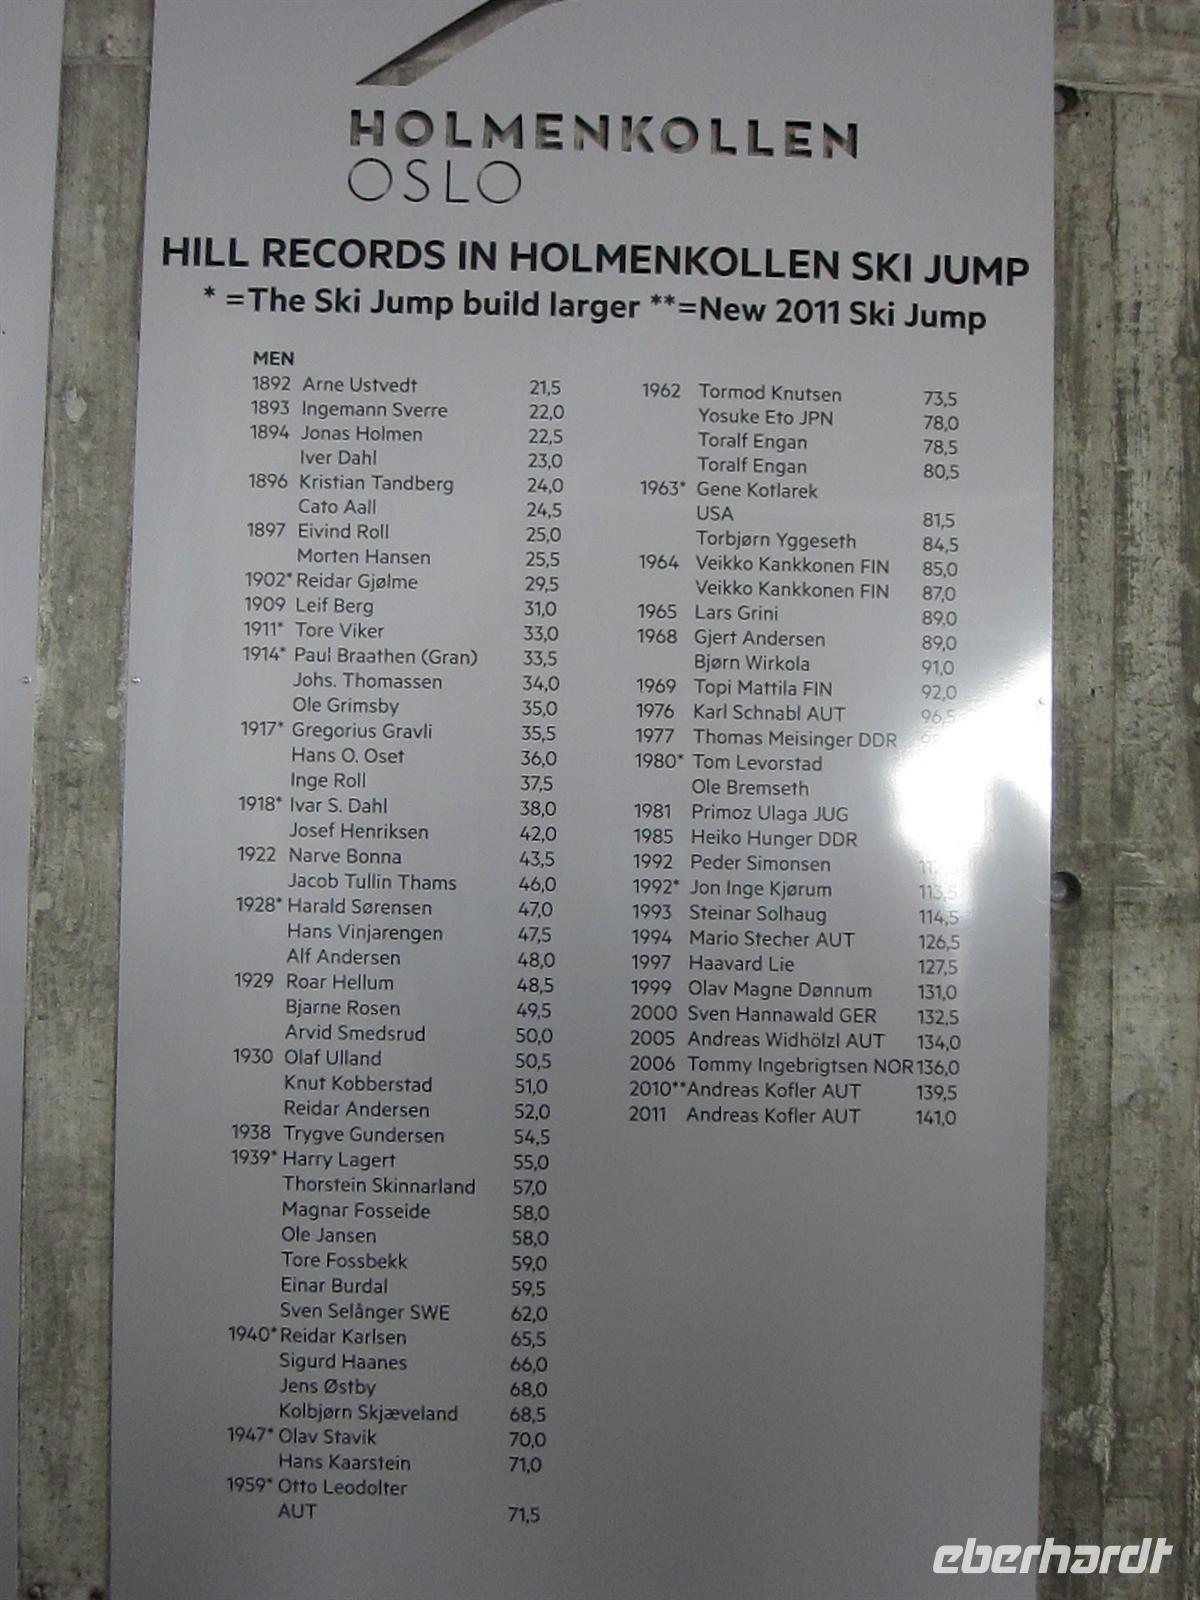 HOLMENKOLLEN
OSLO
HILL RECORDS IN HOLMENKOLLEN SKI JUMP
* =The Ski Jump build larger **=New 2011 Ski Jump
MEN
1892 Arne Ustvedt 21,5
1893 Ingemann Sverre 22,0
1894 Jonas Holmen 22,5
Iver Dahl 23,0
1896 Kristian Tandberg 24,0
Cato Aall 24,5
1897 Eivind Roll 25,0
Morten Hansen 25,5
1902* Reidar Gjølme 29,5
1909 Leif Berg 31,0
1911* Tore Viker 33,0
1914* Paul Braathen (Gran) 33,5
Johs. Thomassen 34,0
Ole Grimsby 35,0
1917* Gregorius Gravli 35,5
Hans O. Oset 36,0
Inge Roll 37,5
1918* Ivar S. Dahl 38,0
Josef Henriksen 42,0
1922 Narve Bonna 43,5
Jacob Tullin Thams 46,0
1928* Harald Sørensen 47,0
Hans Vinjarengen 47,5
Alf Andersen 48,0
1929 Roar Hellum 48,5
Bjarne Rosen 49,5
Arvid Smedsrud 50,0
1930 Olaf Ulland 50,5
Knut Kobberstad 51,0
Reidar Andersen 52,0
1938 Trygve Gundersen 54,5
1939* Harry Lagert 55,0
Thorstein Skinnarland 57,0
Magnar Fosseide 58,0
Ole Jansen 58,0
Tore Fossbekk 59,0
Einar Burdal 59,5
Sven Selånger SWE 62,0
1940* Reidar Karlsen 65,5
Sigurd Haanes 66,0
Jens Østby 68,0
Kolbjørn Skjæveland 68,5
1947* Olav Stavik 70,0
Hans Kaarstein 71,0
1959* Otto Leodolter
AUT 71,5
1962 Tormod Knutsen 73,5
Yosuke Eto JPN 78,0
Toralf Engan 78,5
Toralf Engan 80,5
1963* Gene Kotlarek
USA 81,5
Torbjørn Yggeseth 84,5
1964 Veikko Kankkonen FIN 85,0
Veikko Kankkonen FIN 87,0
1965 Lars Grini 89,0
1968 Gjert Andersen 89,0
Bjørn Wirkola 91,0
1969 Topi Mattila FIN 92,0
1976 Karl Schnabl AUT 96,5
1977 Thomas Meisinger DDR
1980* Tom Levorstad
Ole Bremseth
1981 Primoz Ulaga JUG
1985 Heiko Hunger DDR
1992 Peder Simonsen
1992* Jon Inge Kjørum 113,5
1993 Steinar Solhaug 114,5
1994 Mario Stecher AUT 126,5
1997 Haavard Lie 127,5
1999 Olav Magne Dønnum 131,0
2000 Sven Hannawald GER 132,5
2005 Andreas Widhölzl AUT 134,0
2006 Tommy Ingebrigtsen NOR 136,0
2010** Andreas Kofler AUT 139,5
2011 Andreas Kofler AUT 141,0
eberhardt